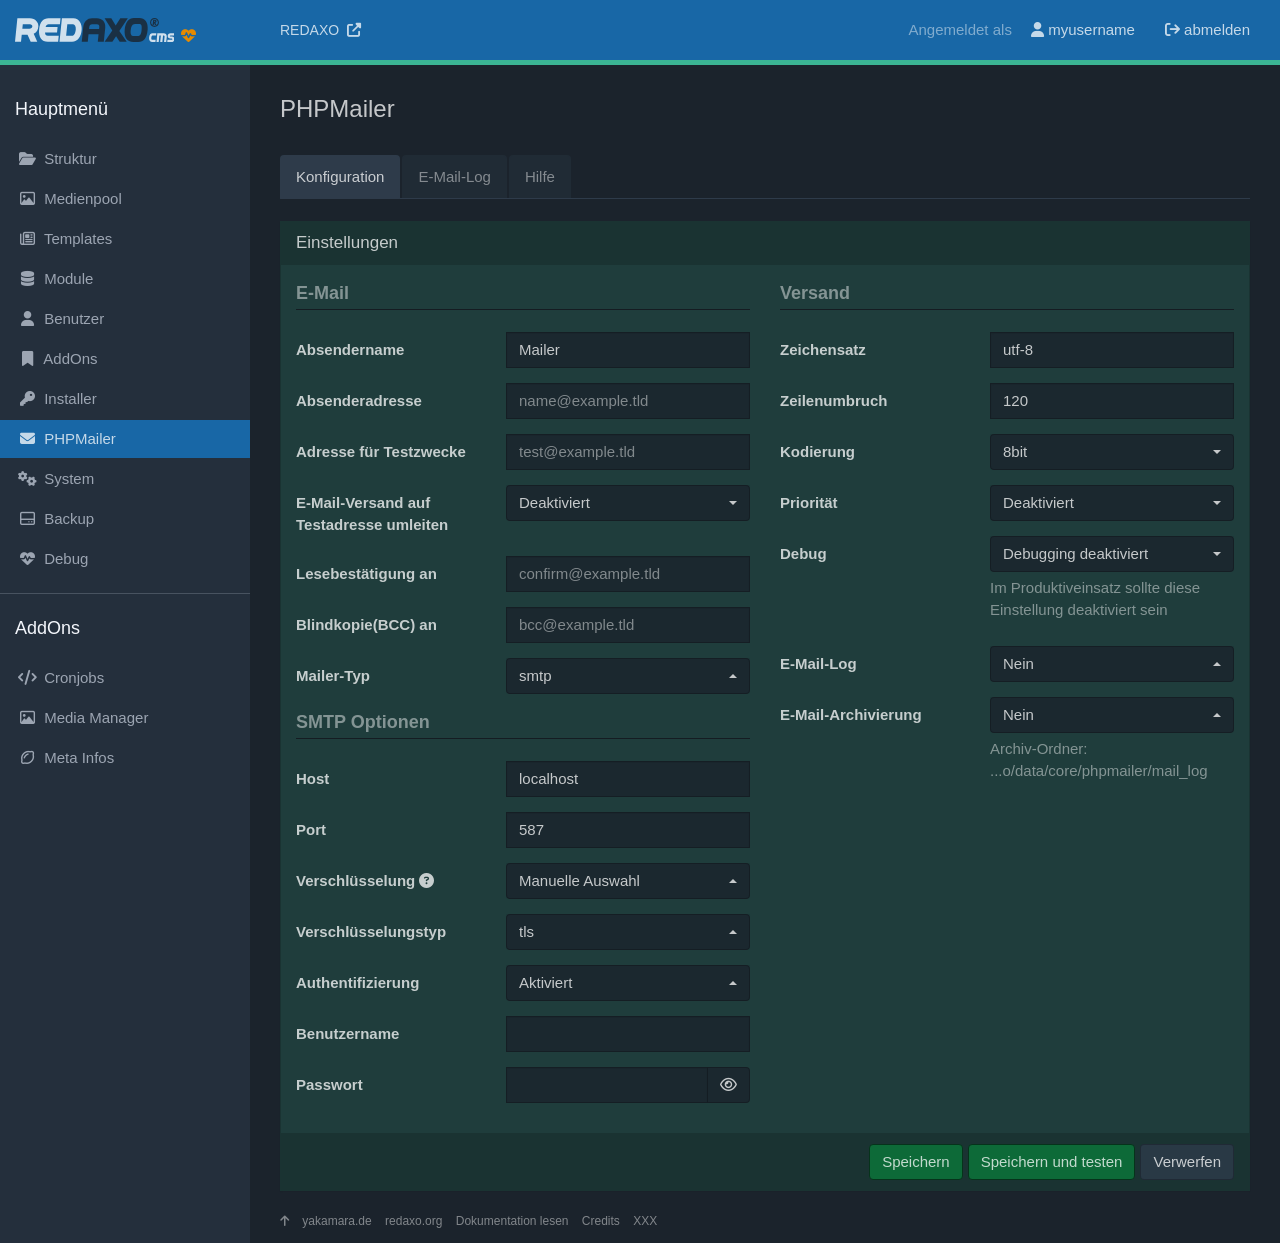 REDAXO® cms
REDAXO
Angemeldet als myusername abmelden
Hauptmenü
Struktur
Medienpool
Templates
Module
Benutzer
AddOns
Installer
PHPMailer
System
Backup
Debug
AddOns
Cronjobs
Media Manager
Meta Infos
PHPMailer
Konfiguration E-Mail-Log Hilfe
Einstellungen
E-Mail
Absendername Mailer
Absenderadresse name@example.tld
Adresse für Testzwecke test@example.tld
E-Mail-Versand auf Deaktiviert
Testadresse umleiten
Lesebestätigung an confirm@example.tld
Blindkopie(BCC) an bcc@example.tld
Mailer-Typ smtp
SMTP Optionen
Host localhost
Port 587
Verschlüsselung ? Manuelle Auswahl
Verschlüsselungstyp tls
Authentifizierung Aktiviert
Benutzername
Passwort
Versand
Zeichensatz utf-8
Zeilenumbruch 120
Kodierung 8bit
Priorität Deaktiviert
Debug Debugging deaktiviert
Im Produktiveinsatz sollte diese
Einstellung deaktiviert sein
E-Mail-Log Nein
E-Mail-Archivierung Nein
Archiv-Ordner:
...o/data/core/phpmailer/mail_log
Speichern Speichern und testen Verwerfen
yakamara.de redaxo.org Dokumentation lesen Credits XXX